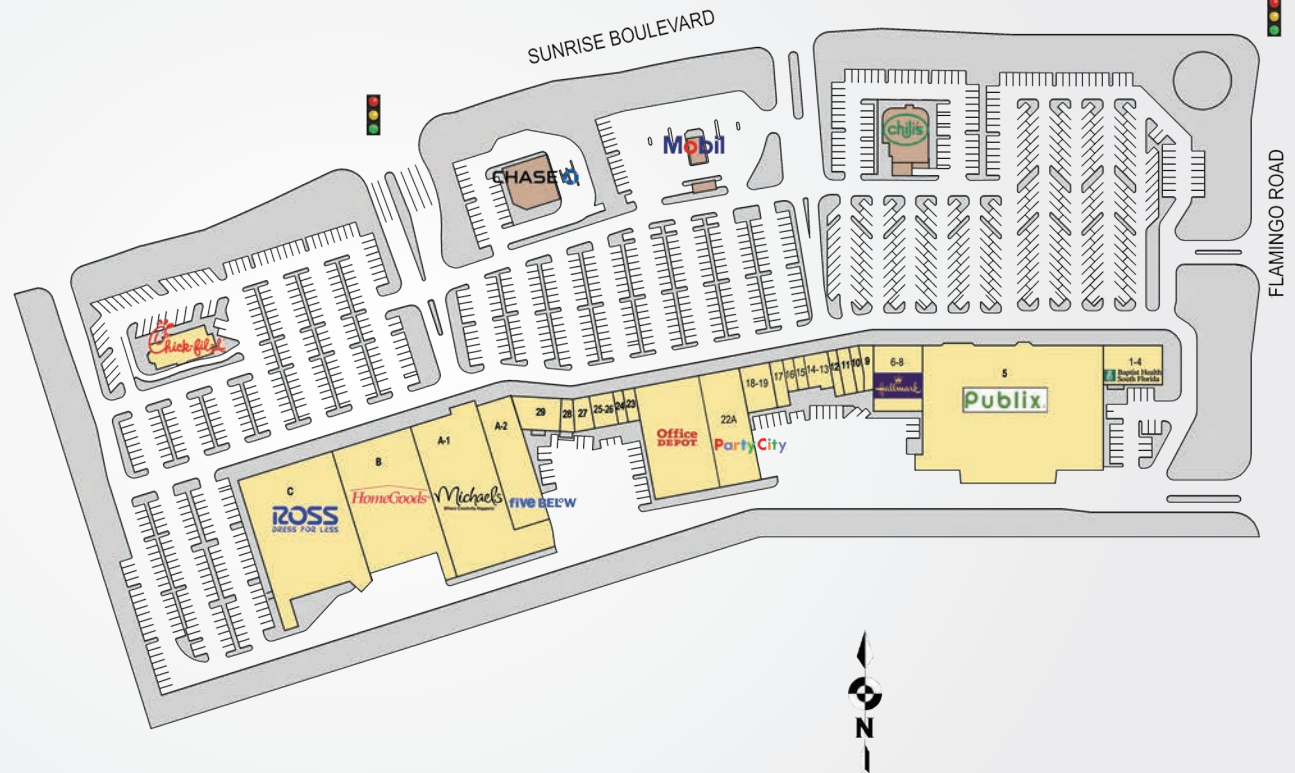 SUNRISE BOULEVARD
FLAMINGO ROAD
chili's
Mobil
CHASE
Chick-fil-A
1-4
Baptist Health
South Florida
5
Publix
6-8
Hallmark
9
10
11
12
14-13
15
16
17
18-19
22A
Party City
Office
DEPOT
23
24
25-26
27
28
29
A-2
five BELOW
A-1
Michaels
B
HomeGoods
C
ROSS
DRESS FOR LESS
N